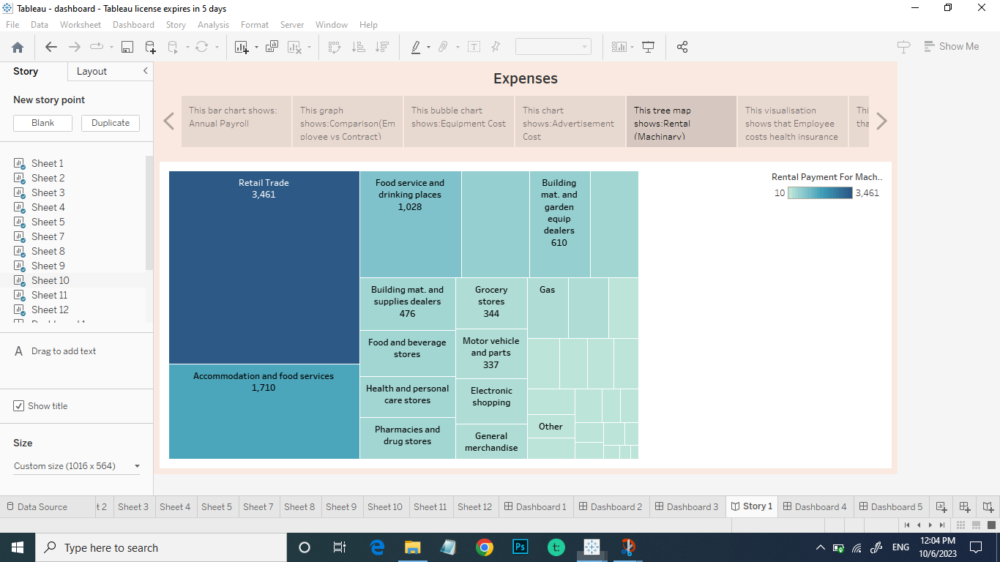 Tableau - dashboard - Tableau license expires in 5 days
File Data Worksheet Dashboard Story Analysis Format Server Window Help
Show Me
Story Layout
New story point
Blank Duplicate
Sheet 1
Sheet 2
Sheet 3
Sheet 4
Sheet 5
Sheet 7
Sheet 8
Sheet 9
Sheet 10
Sheet 11
Sheet 12
A Drag to add text
Show title
Size
Custom size (1016 x 564)
Expenses
This bar chart shows:
Annual Payroll
This graph
shows:Comparison(Em
ployee vs Contract)
This bubble chart
shows:Equipment Cost
This chart
shows:Advertisement
Cost
This tree map
shows:Rental
(Machinary)
This visualisation
shows that Employee
costs health insurance
Thi
tha
Retail Trade
3,461
Accommodation and food services
1,710
Food service and
drinking places
1,028
Building
mat. and
garden
equip
dealers
610
Building mat. and
supplies dealers
476
Food and beverage
stores
Health and personal
care stores
Pharmacies and
drug stores
Grocery
stores
344
Motor vehicle
and parts
337
Electronic
shopping
General
merchandise
Gas
Other
Rental Payment For Mach..
10 3,461
Data Source t 2 Sheet 3 Sheet 4 Sheet 5 Sheet 7 Sheet 8 Sheet 9 Sheet 10 Sheet 11 Sheet 12 Dashboard 1 Dashboard 2 Dashboard 3 Story 1 Dashboard 4 Dashboard 5
Type here to search
Ps
t:
ENG
12:04 PM
10/6/2023